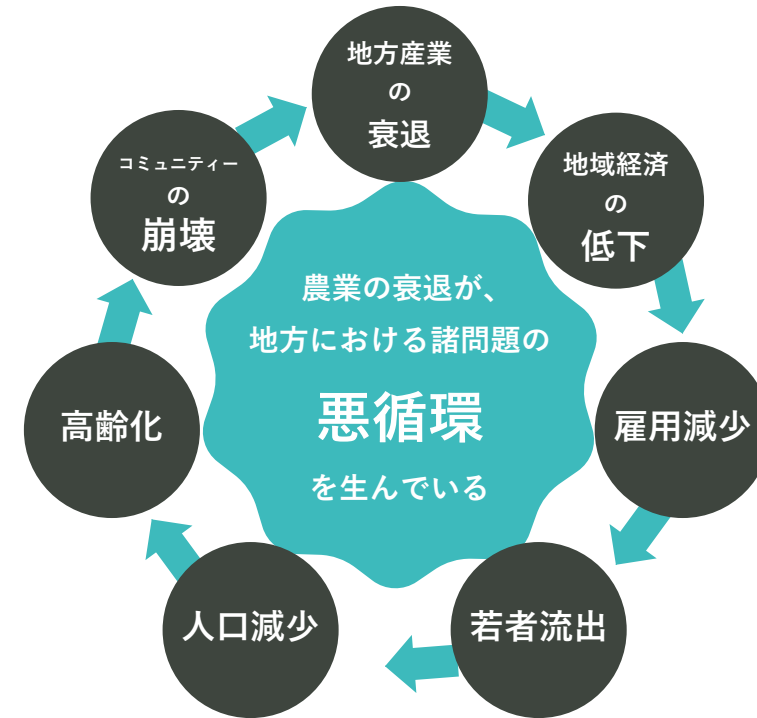 地方産業
の
衰退
地域経済
の
低下
雇用減少
若者流出
人口減少
高齢化
コミュニティー
の
崩壊
農業の衰退が、
地方における諸問題の
悪循環
を生んでいる